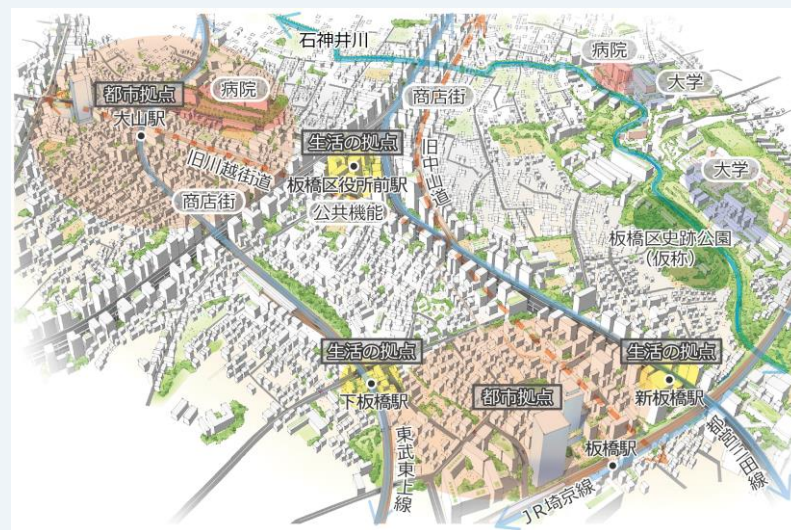 石神井川
病院
大学
都市拠点
病院
商店街
大山駅
生活の拠点
旧中山道
旧川越街道
板橋区役所前駅
大学
商店街
公共機能
板橋区史跡公園
(仮称)
生活の拠点
生活の拠点
下板橋駅
都市拠点
新板橋駅
東武東上線
板橋駅
都営三田線
JR埼京線